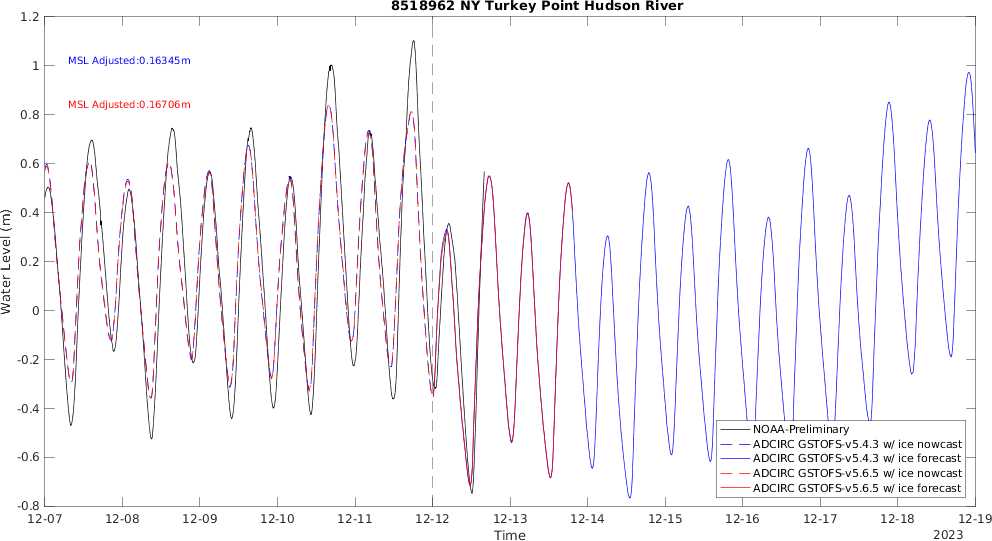 8518962 NY Turkey Point Hudson River
1.2
1
0.8
0.6
0.4
0.2
0
-0.2
-0.4
-0.6
-0.8
Water Level (m)
MSL Adjusted:0.16345m
MSL Adjusted:0.16706m
NOAA-Preliminary
ADCIRC GSTOFS-v5.4.3 w/ ice nowcast
ADCIRC GSTOFS-v5.4.3 w/ ice forecast
ADCIRC GSTOFS-v5.6.5 w/ ice nowcast
ADCIRC GSTOFS-v5.6.5 w/ ice forecast
12-07 12-08 12-09 12-10 12-11 12-12 12-13 12-14 12-15 12-16 12-17 12-18 12-19
Time
2023